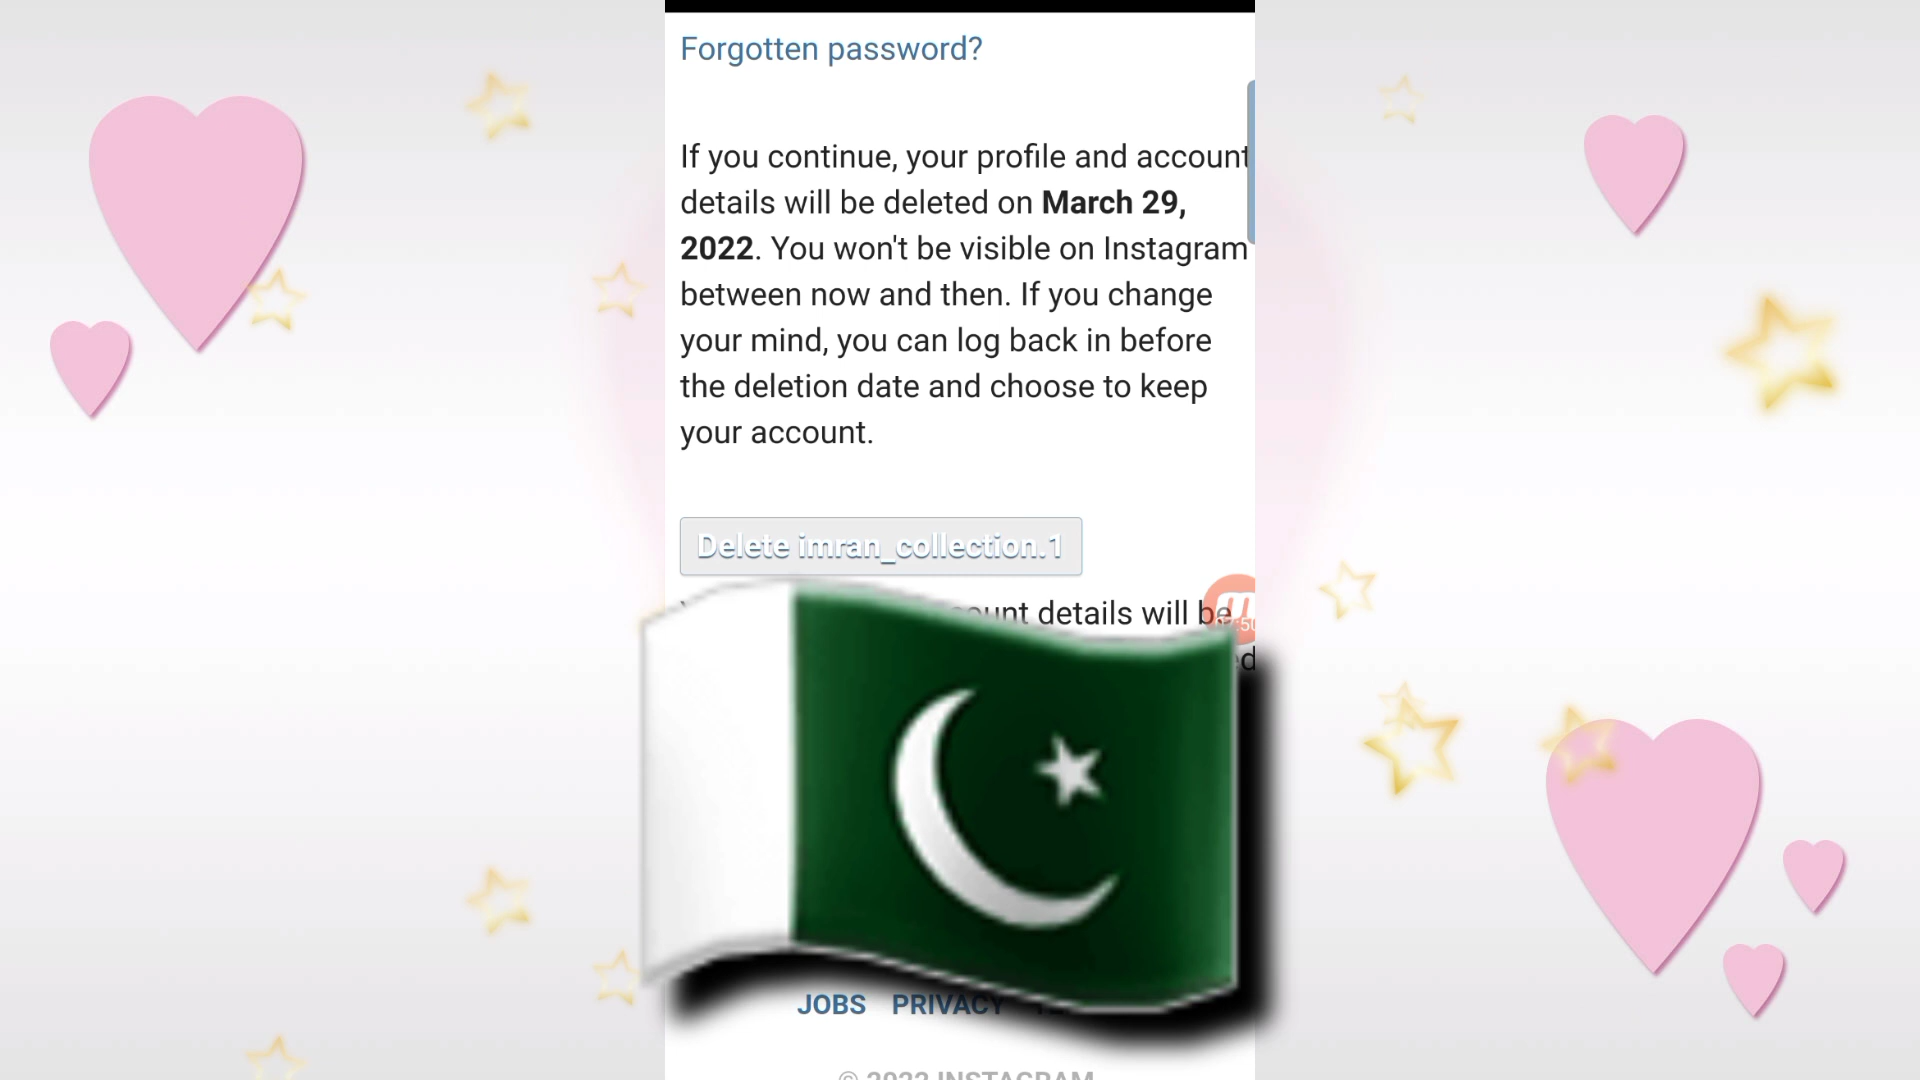 Forgotten password?
If you continue, your profile and account
details will be deleted on March 29,
2022. You won't be visible on Instagram
between now and then. If you change
your mind, you can log back in before
the deletion date and choose to keep
your account.
Delete imran_collection.1
details will be
JOBS PRIVACY
© 2022 INSTAGRAM